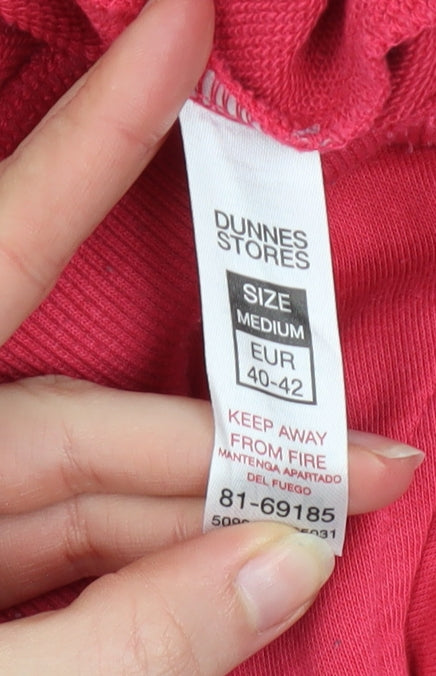 DUNNES
STORES
SIZE
MEDIUM
EUR
40-42
KEEP AWAY
FROM FIRE
MANTENGA APARTADO
DEL FUEGO
81-69185